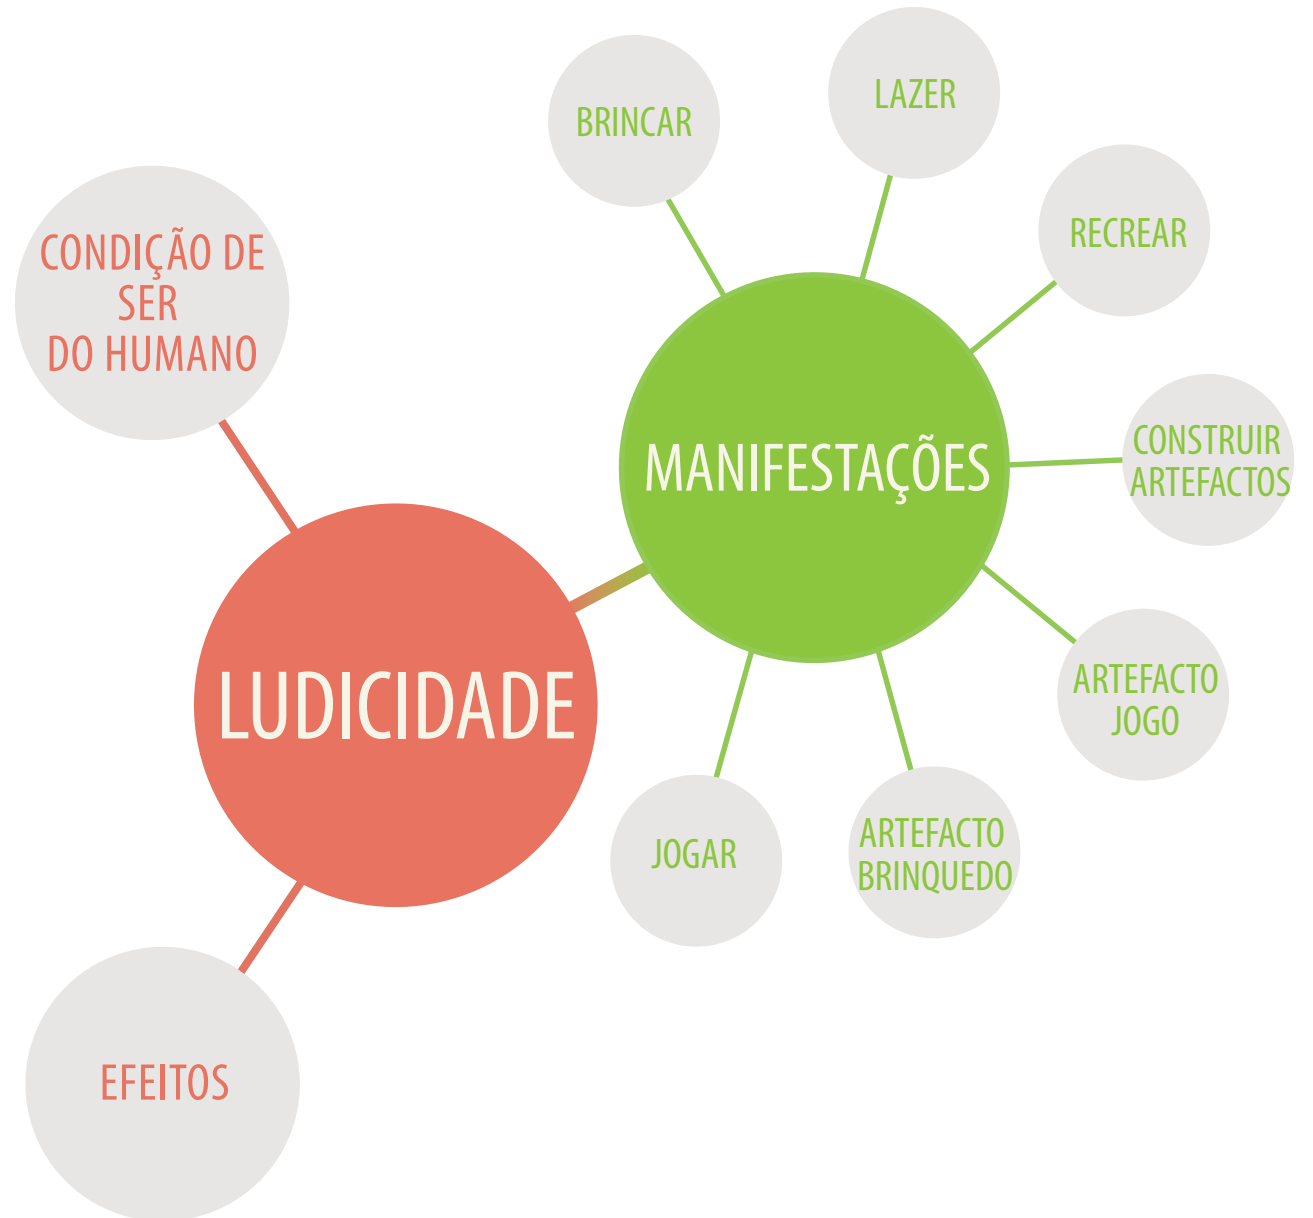 BRINCAR
LAZER
RECREAR
CONDIÇÃO DE
SER
DO HUMANO
MANIFESTAÇÕES
CONSTRUIR
ARTEFACTOS
LUDICIDADE
ARTEFACTO
JOGO
JOGAR
ARTEFACTO
BRINQUEDO
EFEITOS